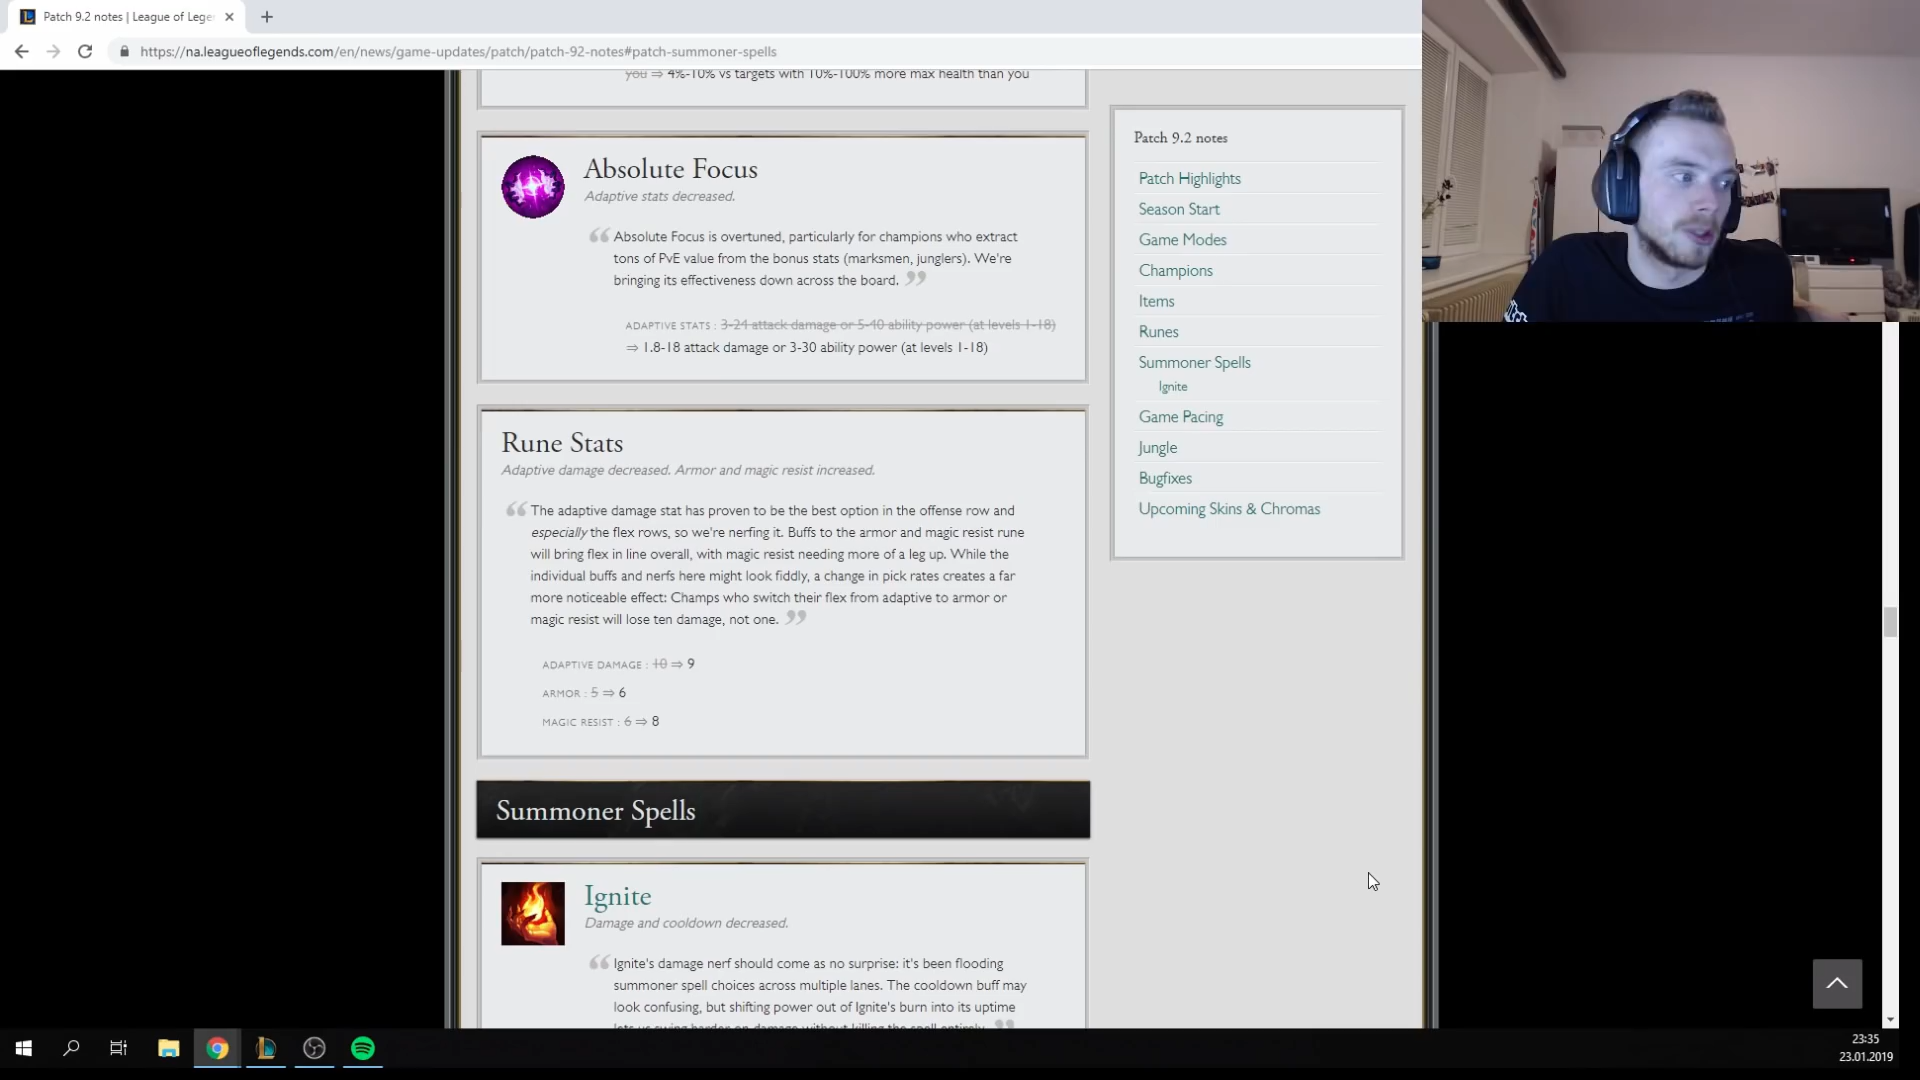 Patch 9.2 notes | League of Lege
https://na.leagueoflegends.com/en/news/game-updates/patch/patch-92-notes#patch-summoner-spells
you ⇒ 4%-10% vs targets with 10%-100% more max health than you
Absolute Focus
Adaptive stats decreased.
“ Absolute Focus is overtuned, particularly for champions who extract
tons of PvE value from the bonus stats (marksmen, junglers). We're
bringing its effectiveness down across the board. ”
ADAPTIVE STATS : 3-24 attack damage or 5-40 ability power (at levels 1-18)
⇒ 1.8-18 attack damage or 3-30 ability power (at levels 1-18)
Rune Stats
Adaptive damage decreased. Armor and magic resist increased.
“ The adaptive damage stat has proven to be the best option in the offense row and
especially the flex rows, so we're nerfing it. Buffs to the armor and magic resist rune
will bring flex in line overall, with magic resist needing more of a leg up. While the
individual buffs and nerfs here might look fiddly, a change in pick rates creates a far
more noticeable effect: Champs who switch their flex from adaptive to armor or
magic resist will lose ten damage, not one. ”
ADAPTIVE DAMAGE : 10 ⇒ 9
ARMOR : 5 ⇒ 6
MAGIC RESIST : 6 ⇒ 8
Summoner Spells
Ignite
Damage and cooldown decreased.
“ Ignite's damage nerf should come as no surprise: it's been flooding
summoner spell choices across multiple lanes. The cooldown buff may
look confusing, but shifting power out of Ignite's burn into its uptime
lets us swing harder on damage without killing the spell entirely. ”
Patch 9.2 notes
Patch Highlights
Season Start
Game Modes
Champions
Items
Runes
Summoner Spells
Ignite
Game Pacing
Jungle
Bugfixes
Upcoming Skins & Chromas
23:35
23.01.2019